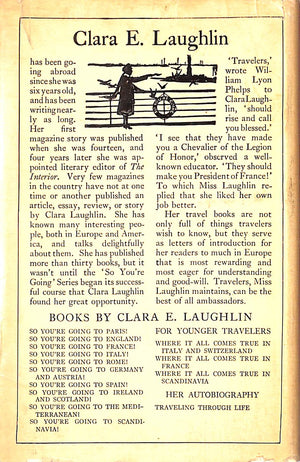 Clara E. Laughlin
has been go-
ing abroad
since she was
six years old,
and has been
writing near-
ly as long.
Her first
magazine story was published
when she was fourteen, and
four years later she was ap-
pointed literary editor of The
Interior. Very few magazines
in the country have not at one
time or another published an
article, essay, review, or story
by Clara Laughlin. She has
known many interesting peo-
ple, both in Europe and Amer-
ica, and talks delightfully
about them. She has published
more than thirty books, but it
wasn't until the 'So You're
Going' Series began its success-
ful course that Clara Laughlin
found her great opportunity.
'Travelers,'
wrote Wil-
liam Lyon
Phelps to
Clara Laugh-
lin, 'should
rise and call
you blessed.'
'I see that they have made
you a Chevalier of the Legion
of Honor,' observed a well-
known educator. 'They should
make you President of France!'
To which Miss Laughlin re-
plied that she liked her own
job better.
Her travel books are not
only full of things travelers
wish to know, but they serve
as letters of introduction for
her readers to much in Europe
that is most rewarding and
most eager for understanding
and good-will. Travelers, Miss
Laughlin maintains, can be the
best of all ambassadors.
BOOKS BY CLARA E. LAUGHLIN
SO YOU'RE GOING TO PARIS!
SO YOU'RE GOING TO ENGLAND!
SO YOU'RE GOING TO FRANCE!
SO YOU'RE GOING TO ITALY!
SO YOU'RE GOING TO ROME!
SO YOU'RE GOING TO GERMANY
AND AUSTRIA!
SO YOU'RE GOING TO SPAIN!
SO YOU'RE GOING TO IRELAND
AND SCOTLAND!
SO YOU'RE GOING TO THE MEDI-
TERRANEAN!
SO YOU'RE GOING TO SCANDI-
NAVIA!
FOR YOUNGER TRAVELERS
WHERE IT ALL COMES TRUE IN
ITALY AND SWITZERLAND
WHERE IT ALL COMES TRUE IN
FRANCE
WHERE IT ALL COMES TRUE IN
SCANDINAVIA
HER AUTOBIOGRAPHY
TRAVELING THROUGH LIFE